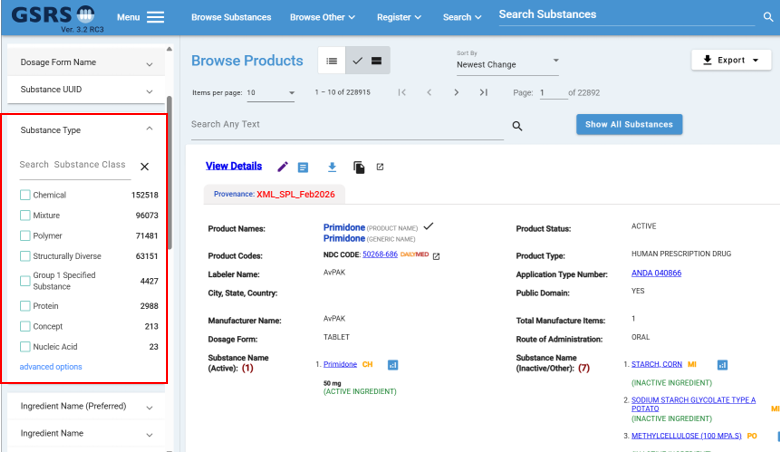 GSRS
Ver. 3.2 RC3
Menu
Browse Substances
Browse Other
Register
Search
Search Substances
Dosage Form Name
Substance UUID
Substance Type
Search Substance Class
Chemical 152518
Mixture 96073
Polymer 71481
Structurally Diverse 63151
Group 1 Specified
Substance 4427
Protein 2988
Concept 213
Nucleic Acid 23
advanced options
Ingredient Name (Preferred)
Ingredient Name
Browse Products
Sort By
Newest Change
Export
Items per page: 10
1 – 10 of 228915
Page: 1 of 22892
Search Any Text
Show All Substances
View Details
Provenance: XML_SPL_Feb2026
Product Names: Primidone (PRODUCT NAME)
Primidone (GENERIC NAME)
Product Codes: NDC CODE: 50268-686 DAILYMED
Labeler Name: AvPAK
City, State, Country:
Manufacturer Name: AvPAK
Dosage Form: TABLET
Substance Name
(Active): (1)
1. Primidone CH
50 mg
(ACTIVE INGREDIENT)
Product Status: ACTIVE
Product Type: HUMAN PRESCRIPTION DRUG
Application Type Number: ANDA 040866
Public Domain: YES
Total Manufacture Items: 1
Route of Administration: ORAL
Substance Name
(Inactive/Other): (7)
1. STARCH, CORN MI
(INACTIVE INGREDIENT)
2. SODIUM STARCH GLYCOLATE TYPE A
POTATO MI
(INACTIVE INGREDIENT)
3. METHYLCELLULOSE (100 MPA.S) PO